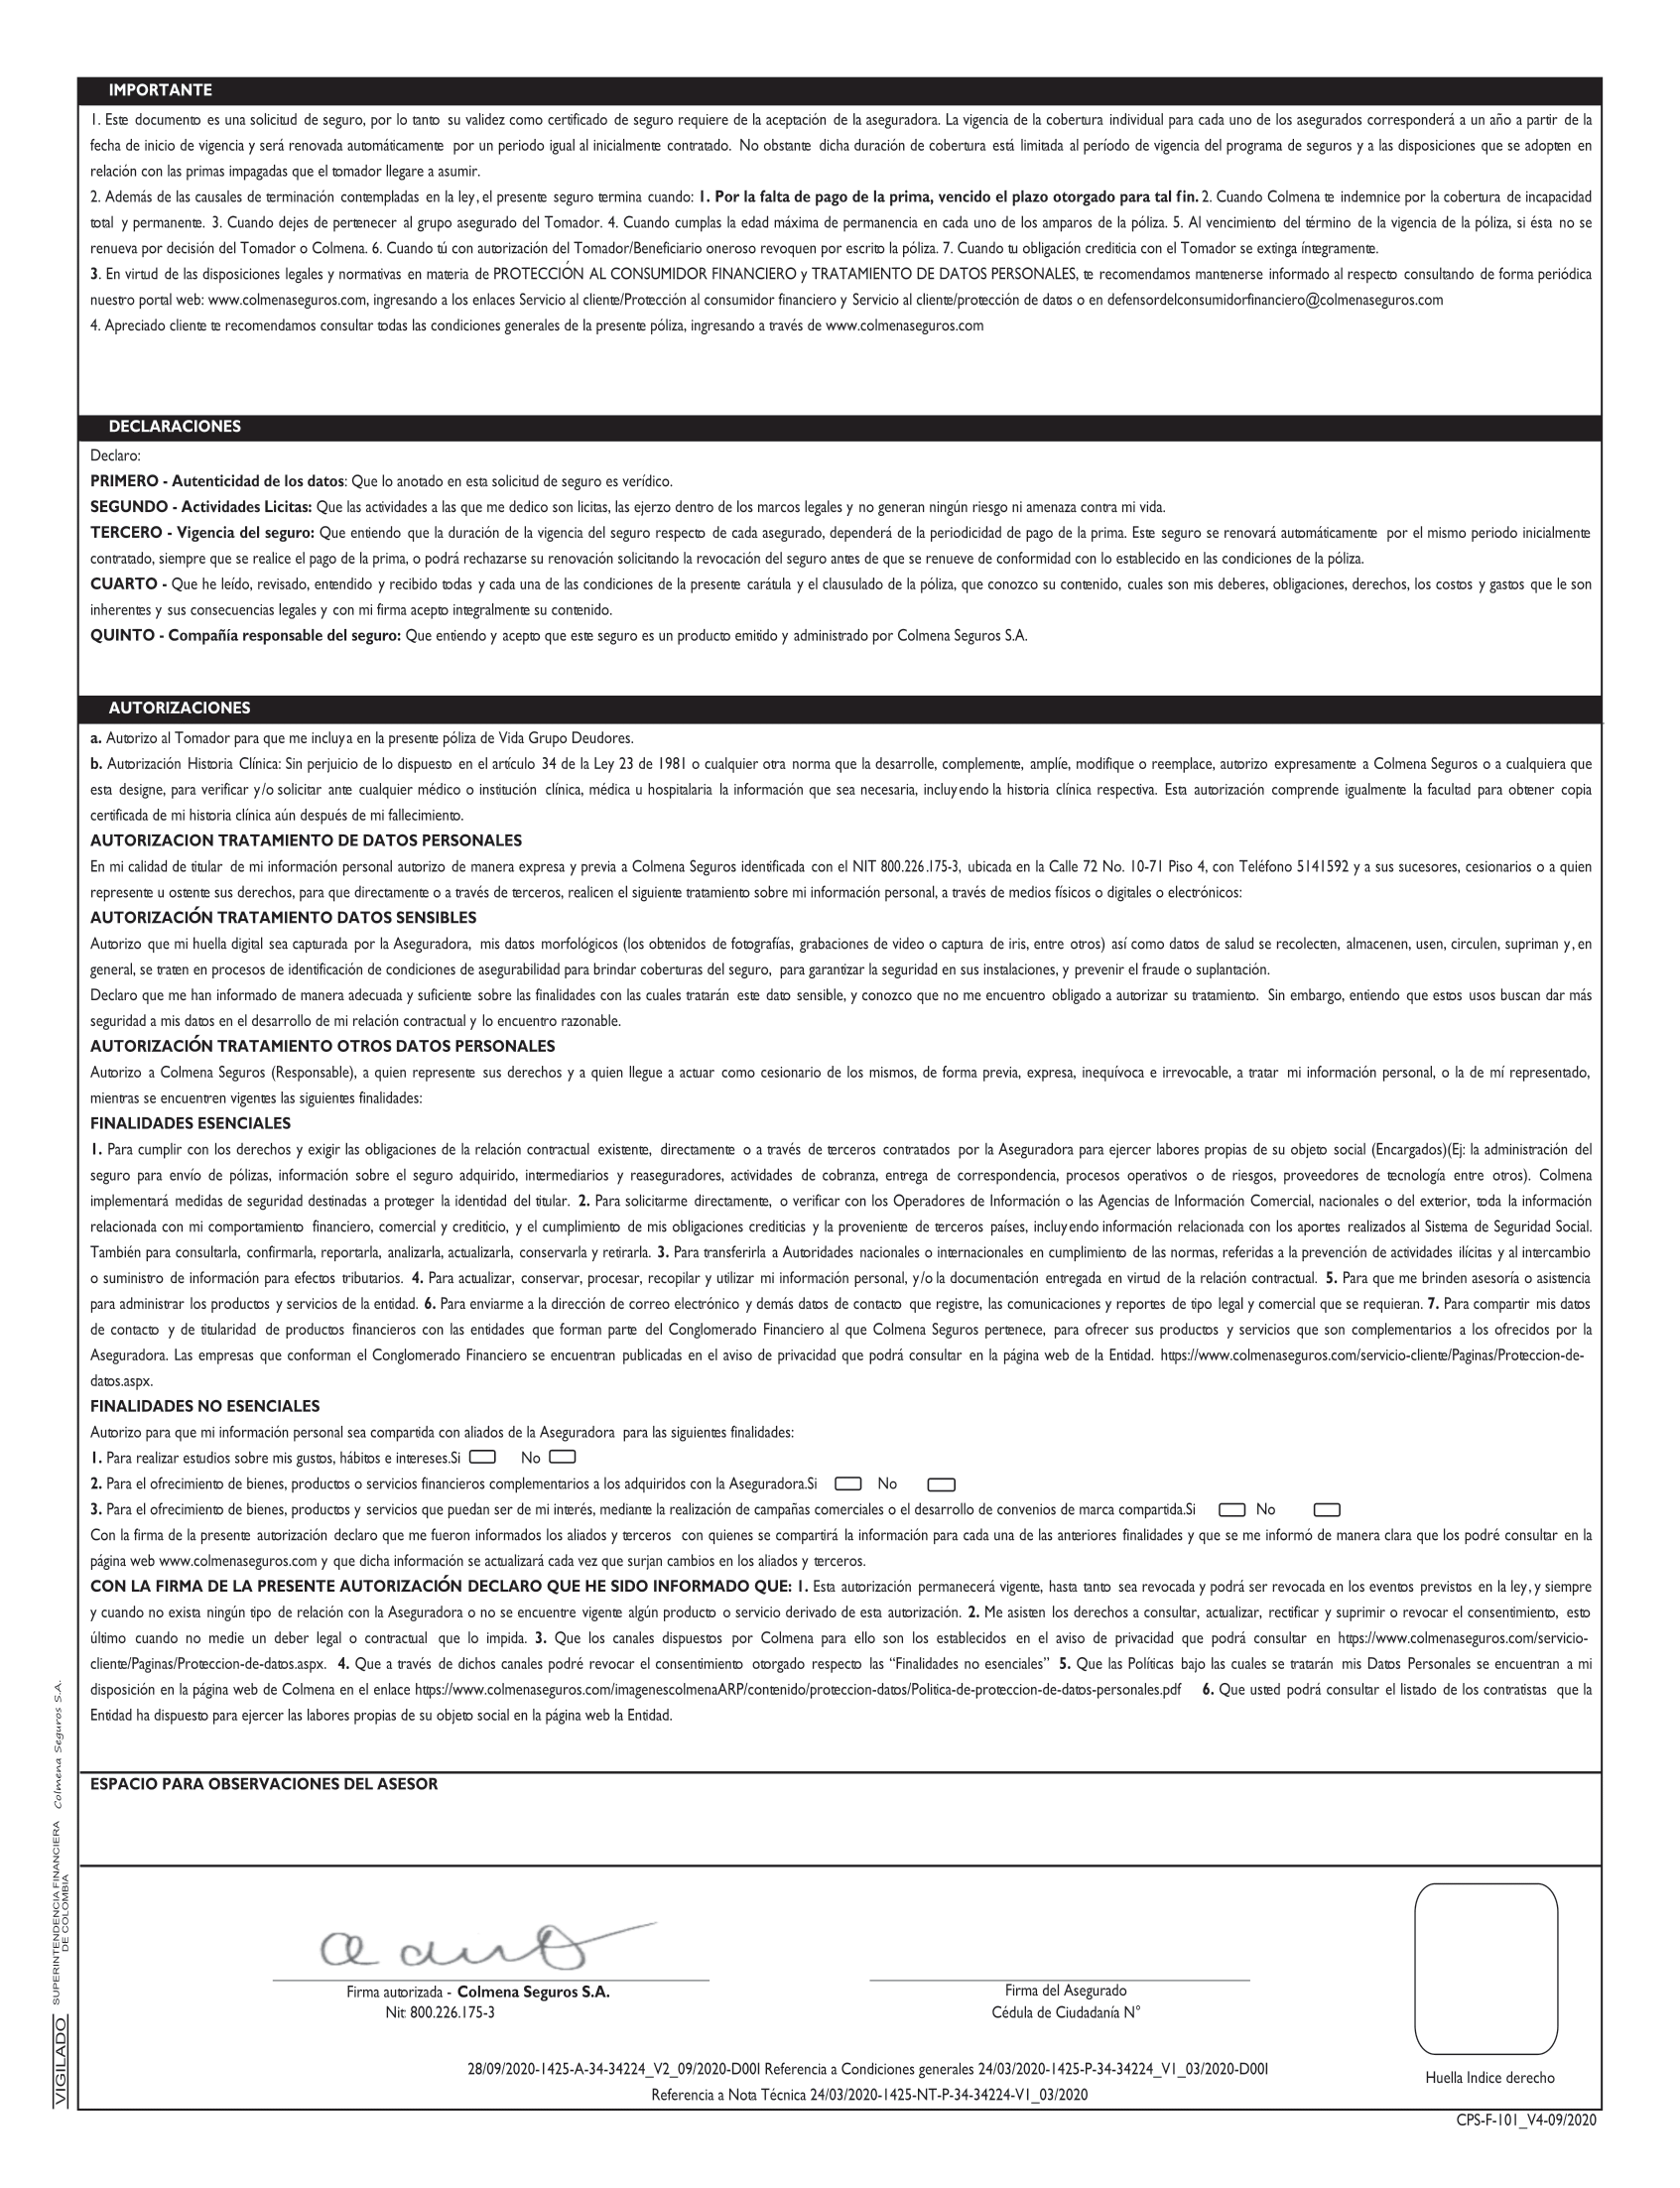 IMPORTANTE
1. Este documento es una solicitud de seguro, por lo tanto su validez como certificado de seguro requiere de la aceptación de la aseguradora. La vigencia de la cobertura individual para cada uno de los asegurados corresponderá a un año a partir de la
fecha de inicio de vigencia y será renovada automáticamente por un periodo igual al inicialmente contratado. No obstante dicha duración de cobertura está limitada al período de vigencia del programa de seguros y a las disposiciones que se adopten en
relación con las primas impagadas que el tomador llegare a asumir.
2. Además de las causales de terminación contempladas en la ley, el presente seguro termina cuando: 1. Por la falta de pago de la prima, vencido el plazo otorgado para tal fin. 2. Cuando Colmena te indemnice por la cobertura de incapacidad
total y permanente. 3. Cuando dejes de pertenecer al grupo asegurado del Tomador. 4. Cuando cumplas la edad máxima de permanencia en cada uno de los amparos de la póliza. 5. Al vencimiento del término de la vigencia de la póliza, si ésta no se
renueva por decisión del Tomador o Colmena. 6. Cuando tú con autorización del Tomador/Beneficiario oneroso revoquen por escrito la póliza. 7. Cuando tu obligación crediticia con el Tomador se extinga íntegramente.
3. En virtud de las disposiciones legales y normativas en materia de PROTECCIÓN AL CONSUMIDOR FINANCIERO y TRATAMIENTO DE DATOS PERSONALES, te recomendamos mantenerse informado al respecto consultando de forma periódica
nuestro portal web: www.colmenaseguros.com, ingresando a los enlaces Servicio al cliente/Protección al consumidor financiero y Servicio al cliente/protección de datos o en defensordelconsumidorfinanciero@colmenaseguros.com
4. Apreciado cliente te recomendamos consultar todas las condiciones generales de la presente póliza, ingresando a través de www.colmenaseguros.com
DECLARACIONES
Declaro:
PRIMERO - Autenticidad de los datos: Que lo anotado en esta solicitud de seguro es verídico.
SEGUNDO - Actividades Licitas: Que las actividades a las que me dedico son licitas, las ejerzo dentro de los marcos legales y no generan ningún riesgo ni amenaza contra mi vida.
TERCERO - Vigencia del seguro: Que entiendo que la duración de la vigencia del seguro respecto de cada asegurado, dependerá de la periodicidad de pago de la prima. Este seguro se renovará automáticamente por el mismo periodo inicialmente
contratado, siempre que se realice el pago de la prima, o podrá rechazarse su renovación solicitando la revocación del seguro antes de que se renueve de conformidad con lo establecido en las condiciones de la póliza.
CUARTO - Que he leído, revisado, entendido y recibido todas y cada una de las condiciones de la presente carátula y el clausulado de la póliza, que conozco su contenido, cuales son mis deberes, obligaciones, derechos, los costos y gastos que le son
inherentes y sus consecuencias legales y con mi firma acepto integralmente su contenido.
QUINTO - Compañía responsable del seguro: Que entiendo y acepto que este seguro es un producto emitido y administrado por Colmena Seguros S.A.
AUTORIZACIONES
a. Autorizo al Tomador para que me incluya en la presente póliza de Vida Grupo Deudores.
b. Autorización Historia Clínica: Sin perjuicio de lo dispuesto en el artículo 34 de la Ley 23 de 1981 o cualquier otra norma que la desarrolle, complemente, amplíe, modifique o reemplace, autorizo expresamente a Colmena Seguros o a cualquiera que
esta designe, para verificar y/o solicitar ante cualquier médico o institución clínica, médica u hospitalaria la información que sea necesaria, incluyendo la historia clínica respectiva. Esta autorización comprende igualmente la facultad para obtener copia
certificada de mi historia clínica aún después de mi fallecimiento.
AUTORIZACION TRATAMIENTO DE DATOS PERSONALES
En mi calidad de titular de mi información personal autorizo de manera expresa y previa a Colmena Seguros identificada con el NIT 800.226.175-3, ubicada en la Calle 72 No. 10-71 Piso 4, con Teléfono 5141592 y a sus sucesores, cesionarios o a quien
represente u ostente sus derechos, para que directamente o a través de terceros, realicen el siguiente tratamiento sobre mi información personal, a través de medios físicos o digitales o electrónicos:
AUTORIZACIÓN TRATAMIENTO DATOS SENSIBLES
Autorizo que mi huella digital sea capturada por la Aseguradora, mis datos morfológicos (los obtenidos de fotografías, grabaciones de video o captura de iris, entre otros) así como datos de salud se recolecten, almacenen, usen, circulen, supriman y, en
general, se traten en procesos de identificación de condiciones de asegurabilidad para brindar coberturas del seguro, para garantizar la seguridad en sus instalaciones, y prevenir el fraude o suplantación.
Declaro que me han informado de manera adecuada y suficiente sobre las finalidades con las cuales tratarán este dato sensible, y conozco que no me encuentro obligado a autorizar su tratamiento. Sin embargo, entiendo que estos usos buscan dar más
seguridad a mis datos en el desarrollo de mi relación contractual y lo encuentro razonable.
AUTORIZACIÓN TRATAMIENTO OTROS DATOS PERSONALES
Autorizo a Colmena Seguros (Responsable), a quien represente sus derechos y a quien llegue a actuar como cesionario de los mismos, de forma previa, expresa, inequívoca e irrevocable, a tratar mi información personal, o la de mí representado,
mientras se encuentren vigentes las siguientes finalidades:
FINALIDADES ESENCIALES
1. Para cumplir con los derechos y exigir las obligaciones de la relación contractual existente, directamente o a través de terceros contratados por la Aseguradora para ejercer labores propias de su objeto social (Encargados)(Ej: la administración del
seguro para envío de pólizas, información sobre el seguro adquirido, intermediarios y reaseguradores, actividades de cobranza, entrega de correspondencia, procesos operativos o de riesgos, proveedores de tecnología entre otros). Colmena
implementará medidas de seguridad destinadas a proteger la identidad del titular. 2. Para solicitarme directamente, o verificar con los Operadores de Información o las Agencias de Información Comercial, nacionales o del exterior, toda la información
relacionada con mi comportamiento financiero, comercial y crediticio, y el cumplimiento de mis obligaciones crediticias y la proveniente de terceros países, incluyendo información relacionada con los aportes realizados al Sistema de Seguridad Social.
También para consultarla, confirmarla, reportarla, analizarla, actualizarla, conservarla y retirarla. 3. Para transferirla a Autoridades nacionales o internacionales en cumplimiento de las normas, referidas a la prevención de actividades ilícitas y al intercambio
o suministro de información para efectos tributarios. 4. Para actualizar, conservar, procesar, recopilar y utilizar mi información personal, y/o la documentación entregada en virtud de la relación contractual. 5. Para que me brinden asesoría o asistencia
para administrar los productos y servicios de la entidad. 6. Para enviarme a la dirección de correo electrónico y demás datos de contacto que registre, las comunicaciones y reportes de tipo legal y comercial que se requieran. 7. Para compartir mis datos
de contacto y de titularidad de productos financieros con las entidades que forman parte del Conglomerado Financiero al que Colmena Seguros pertenece, para ofrecer sus productos y servicios que son complementarios a los ofrecidos por la
Aseguradora. Las empresas que conforman el Conglomerado Financiero se encuentran publicadas en el aviso de privacidad que podrá consultar en la página web de la Entidad. https://www.colmenaseguros.com/servicio-cliente/Paginas/Proteccion-de-
datos.aspx.
FINALIDADES NO ESENCIALES
Autorizo para que mi información personal sea compartida con aliados de la Aseguradora para las siguientes finalidades:
1. Para realizar estudios sobre mis gustos, hábitos e intereses.Si No
2. Para el ofrecimiento de bienes, productos o servicios financieros complementarios a los adquiridos con la Aseguradora.Si No
3. Para el ofrecimiento de bienes, productos y servicios que puedan ser de mi interés, mediante la realización de campañas comerciales o el desarrollo de convenios de marca compartida.Si No
Con la firma de la presente autorización declaro que me fueron informados los aliados y terceros con quienes se compartirá la información para cada una de las anteriores finalidades y que se me informó de manera clara que los podré consultar en la
página web www.colmenaseguros.com y que dicha información se actualizará cada vez que surjan cambios en los aliados y terceros.
CON LA FIRMA DE LA PRESENTE AUTORIZACIÓN DECLARO QUE HE SIDO INFORMADO QUE: 1. Esta autorización permanecerá vigente, hasta tanto sea revocada y podrá ser revocada en los eventos previstos en la ley, y siempre
y cuando no exista ningún tipo de relación con la Aseguradora o no se encuentre vigente algún producto o servicio derivado de esta autorización. 2. Me asisten los derechos a consultar, actualizar, rectificar y suprimir o revocar el consentimiento, esto
último cuando no medie un deber legal o contractual que lo impida. 3. Que los canales dispuestos por Colmena para ello son los establecidos en el aviso de privacidad que podrá consultar en https://www.colmenaseguros.com/servicio-
cliente/Paginas/Proteccion-de-datos.aspx. 4. Que a través de dichos canales podré revocar el consentimiento otorgado respecto las “Finalidades no esenciales” 5. Que las Políticas bajo las cuales se tratarán mis Datos Personales se encuentran a mi
disposición en la página web de Colmena en el enlace https://www.colmenaseguros.com/imagenescolmenaARP/contenido/proteccion-datos/Politica-de-proteccion-de-datos-personales.pdf 6. Que usted podrá consultar el listado de los contratistas que la
Entidad ha dispuesto para ejercer las labores propias de su objeto social en la página web la Entidad.
ESPACIO PARA OBSERVACIONES DEL ASESOR
Firma autorizada - Colmena Seguros S.A.
Nit: 800.226.175-3
Firma del Asegurado
Cédula de Ciudadanía N°
Huella Indice derecho
28/09/2020-1425-A-34-34224_V2_09/2020-D00I Referencia a Condiciones generales 24/03/2020-1425-P-34-34224_V1_03/2020-D00I
Referencia a Nota Técnica 24/03/2020-1425-NT-P-34-34224-V1_03/2020
CPS-F-101_V4-09/2020
VIGILADO SUPERINTENDENCIA FINANCIERA
DE COLOMBIA
Colmena Seguros S.A.